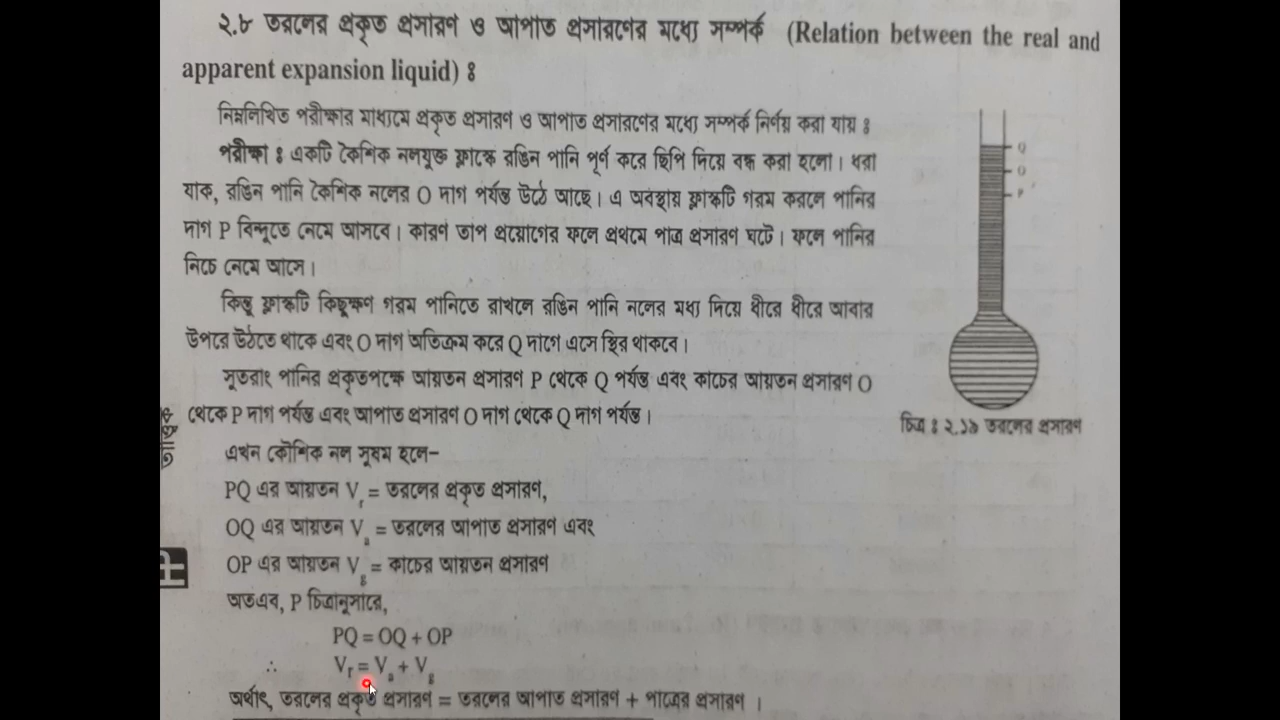 ২.৮ তরলের প্রকৃত প্রসারণ ও আপাত প্রসারণের মধ্যে সম্পর্ক (Relation between the real and
apparent expansion liquid) ঃ
নিম্নলিখিত পরীক্ষার মাধ্যমে প্রকৃত প্রসারণ ও আপাত প্রসারণের মধ্যে সম্পর্ক নির্ণয় করা যায় ঃ
পরীক্ষা ঃ একটি কৈশিক নলযুক্ত ফ্লাস্কে রঙিন পানি পূর্ণ করে ছিপি দিয়ে বন্ধ করা হলো। ধরা
যাক, রঙিন পানি কৈশিক নলের O দাগ পর্যন্ত উঠে আছে। এ অবস্থায় ফ্লাস্কটি গরম করলে পানির
দাগ P বিন্দুতে নেমে আসবে। কারণ তাপ প্রয়োগের ফলে প্রথমে পাত্র প্রসারণ ঘটে। ফলে পানির
নিচে নেমে আসে।
কিন্তু ফ্লাস্কটি কিছুক্ষণ গরম পানিতে রাখলে রঙিন পানি নলের মধ্য দিয়ে ধীরে ধীরে আবার
উপরে উঠতে থাকে এবং O দাগ অতিক্রম করে Q দাগে এসে স্থির থাকবে।
সুতরাং পানির প্রকৃতপক্ষে আয়তন প্রসারণ P থেকে Q পর্যন্ত এবং কাচের আয়তন প্রসারণ O
থেকে P দাগ পর্যন্ত এবং আপাত প্রসারণ O দাগ থেকে Q দাগ পর্যন্ত।
এখন কৌশিক নল সুষম হলে-
PQ এর আয়তন V_r = তরলের প্রকৃত প্রসারণ,
OQ এর আয়তন V_a = তরলের আপাত প্রসারণ এবং
OP এর আয়তন V_g = কাচের আয়তন প্রসারণ
অতএব, P চিত্রানুসারে,
PQ = OQ + OP
∴ V_r = V_a + V_g
অর্থাৎ, তরলের প্রকৃত প্রসারণ = তরলের আপাত প্রসারণ + পাত্রের প্রসারণ ।
Q
O
P
চিত্র ঃ ২.১৯ তরলের প্রসারণ